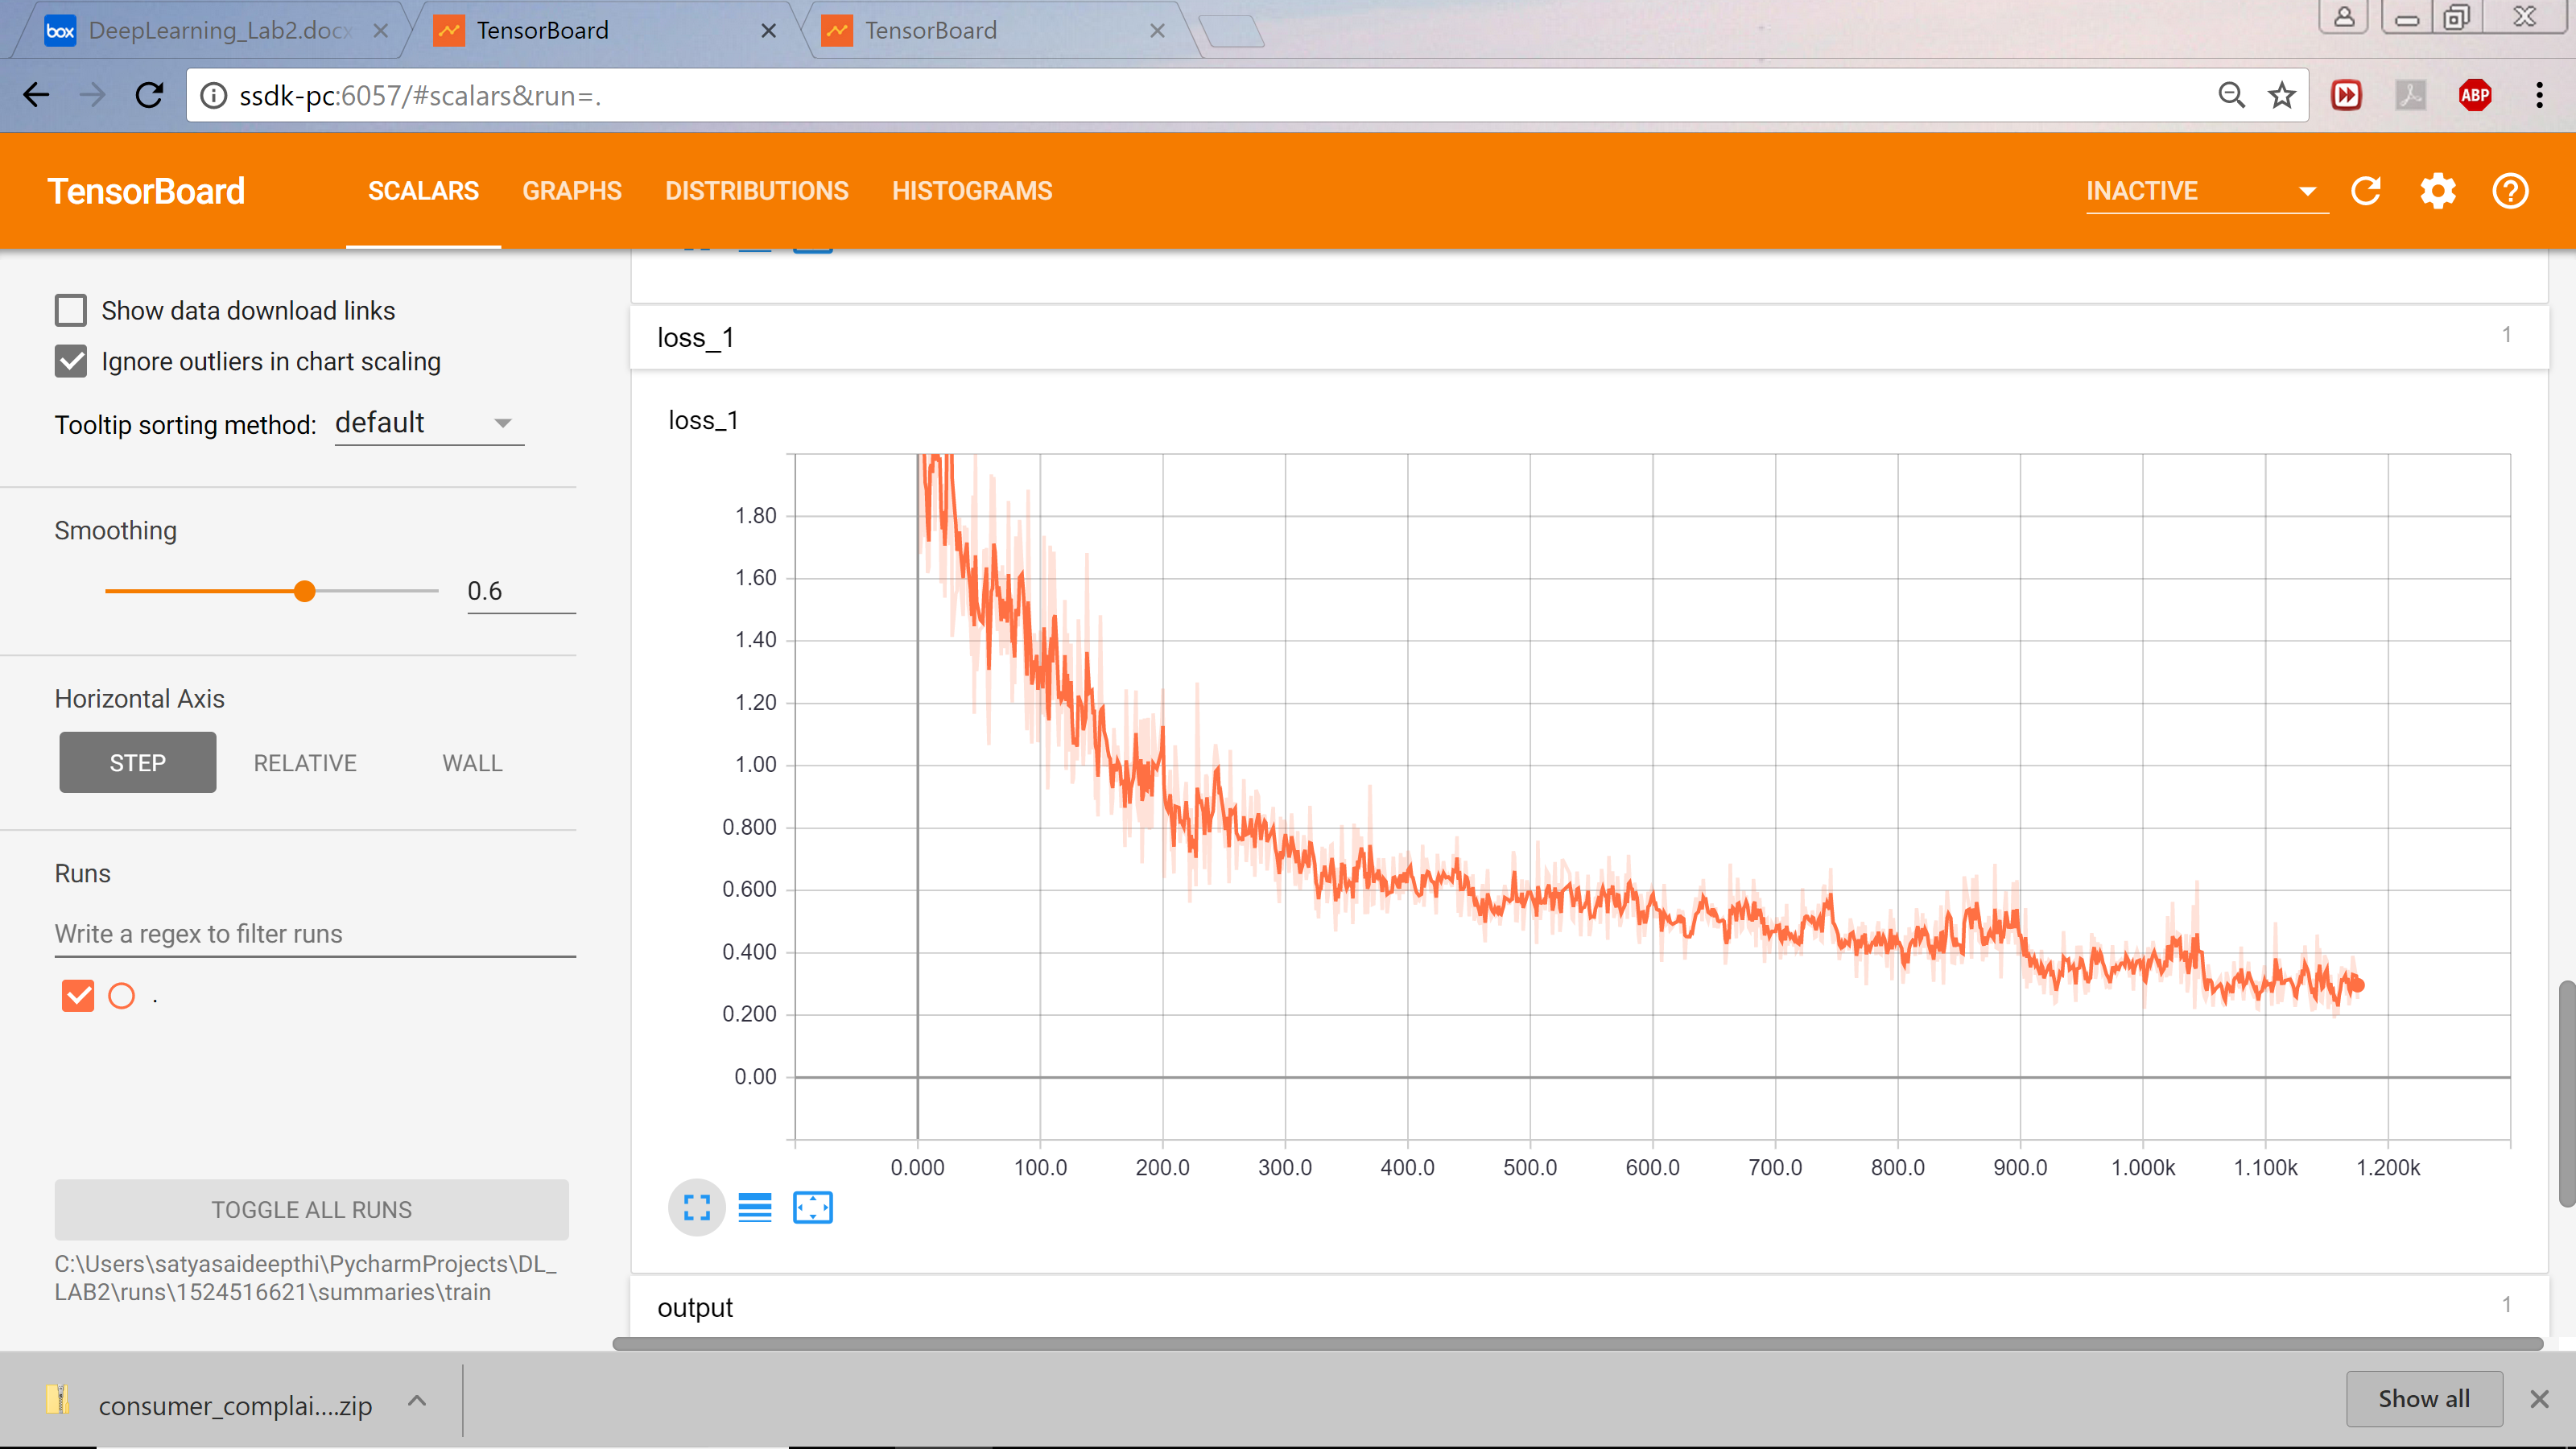 box DeepLearning_Lab2.docx
TensorBoard
TensorBoard
ssdk-pc:6057/#scalars&run=.
ABP
TensorBoard
SCALARS
GRAPHS
DISTRIBUTIONS
HISTOGRAMS
INACTIVE
Show data download links
Ignore outliers in chart scaling
Tooltip sorting method: default
Smoothing
0.6
Horizontal Axis
STEP
RELATIVE
WALL
Runs
Write a regex to filter runs
.
TOGGLE ALL RUNS
C:\Users\satyasaideepthi\PycharmProjects\DL_
LAB2\runs\1524516621\summaries\train
loss_1
1
loss_1
1.80
1.60
1.40
1.20
1.00
0.800
0.600
0.400
0.200
0.00
0.000 100.0 200.0 300.0 400.0 500.0 600.0 700.0 800.0 900.0 1.000k 1.100k 1.200k
output
1
consumer_complai....zip
Show all